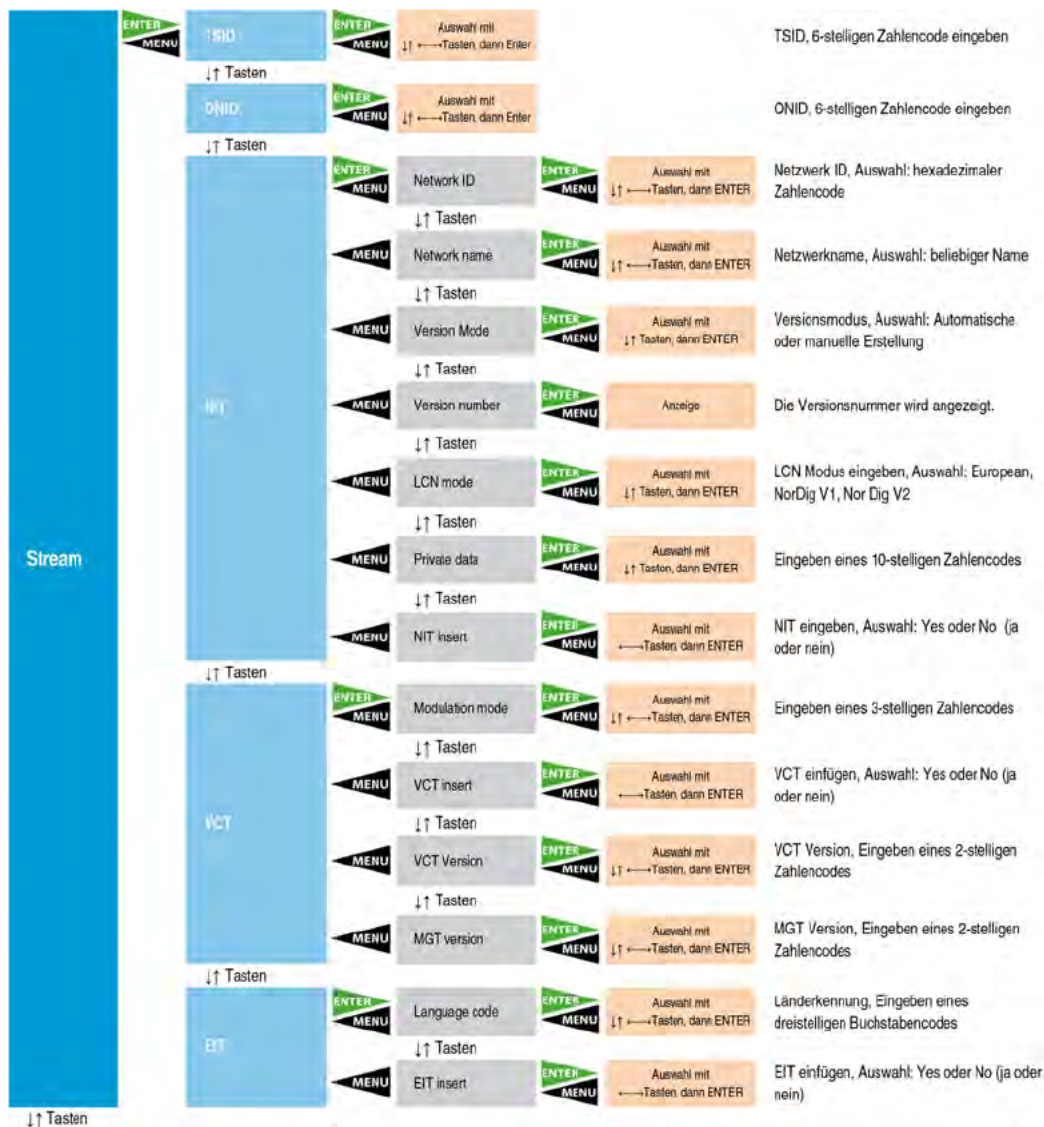 Stream
ENTER
MENU
TSID
ENTER
MENU
Auswahl mit
↓↑ ←→Tasten, dann Enter
TSID, 6-stelligen Zahlencode eingeben
↓↑ Tasten
ONID
ENTER
MENU
Auswahl mit
↓↑ ←→Tasten, dann Enter
ONID, 6-stelligen Zahlencode eingeben
↓↑ Tasten
NIT
ENTER
MENU
Network ID
ENTER
MENU
Auswahl mit
↓↑ ←→Tasten, dann ENTER
Netzwerk ID, Auswahl: hexadezimaler
Zahlencode
↓↑ Tasten
MENU
Network name
ENTER
MENU
Auswahl mit
↓↑ ←→Tasten, dann ENTER
Netzwerkname, Auswahl: beliebiger Name
↓↑ Tasten
MENU
Version Mode
ENTER
MENU
Auswahl mit
↓↑ Tasten, dann ENTER
Versionsmodus, Auswahl: Automatische
oder manuelle Erstellung
↓↑ Tasten
MENU
Version number
ENTER
MENU
Anzeige
Die Versionsnummer wird angezeigt.
↓↑ Tasten
MENU
LCN mode
ENTER
MENU
Auswahl mit
↓↑ Tasten, dann ENTER
LCN Modus eingeben, Auswahl: European,
NorDig V1, Nor Dig V2
↓↑ Tasten
MENU
Private data
ENTER
MENU
Auswahl mit
↓↑ Tasten, dann ENTER
Eingeben eines 10-stelligen Zahlencodes
↓↑ Tasten
MENU
NIT insert
ENTER
MENU
Auswahl mit
←→Tasten, dann ENTER
NIT eingeben, Auswahl: Yes oder No (ja
oder nein)
↓↑ Tasten
VCT
ENTER
MENU
Modulation mode
ENTER
MENU
Auswahl mit
↓↑ ←→Tasten, dann ENTER
Eingeben eines 3-stelligen Zahlencodes
↓↑ Tasten
MENU
VCT insert
ENTER
MENU
Auswahl mit
←→Tasten, dann ENTER
VCT einfügen, Auswahl: Yes oder No (ja
oder nein)
↓↑ Tasten
MENU
VCT Version
ENTER
MENU
Auswahl mit
↓↑ ←→Tasten, dann ENTER
VCT Version, Eingeben eines 2-stelligen
Zahlencodes
↓↑ Tasten
MENU
MGT version
ENTER
MENU
Auswahl mit
↓↑ ←→Tasten, dann ENTER
MGT Version, Eingeben eines 2-stelligen
Zahlencodes
↓↑ Tasten
EIT
ENTER
MENU
Language code
ENTER
MENU
Auswahl mit
↓↑ ←→Tasten, dann ENTER
Länderkennung, Eingeben eines
dreistelligen Buchstabencodes
↓↑ Tasten
MENU
EIT insert
ENTER
MENU
Auswahl mit
←→Tasten, dann ENTER
EIT einfügen, Auswahl: Yes oder No (ja oder
nein)
↓↑ Tasten